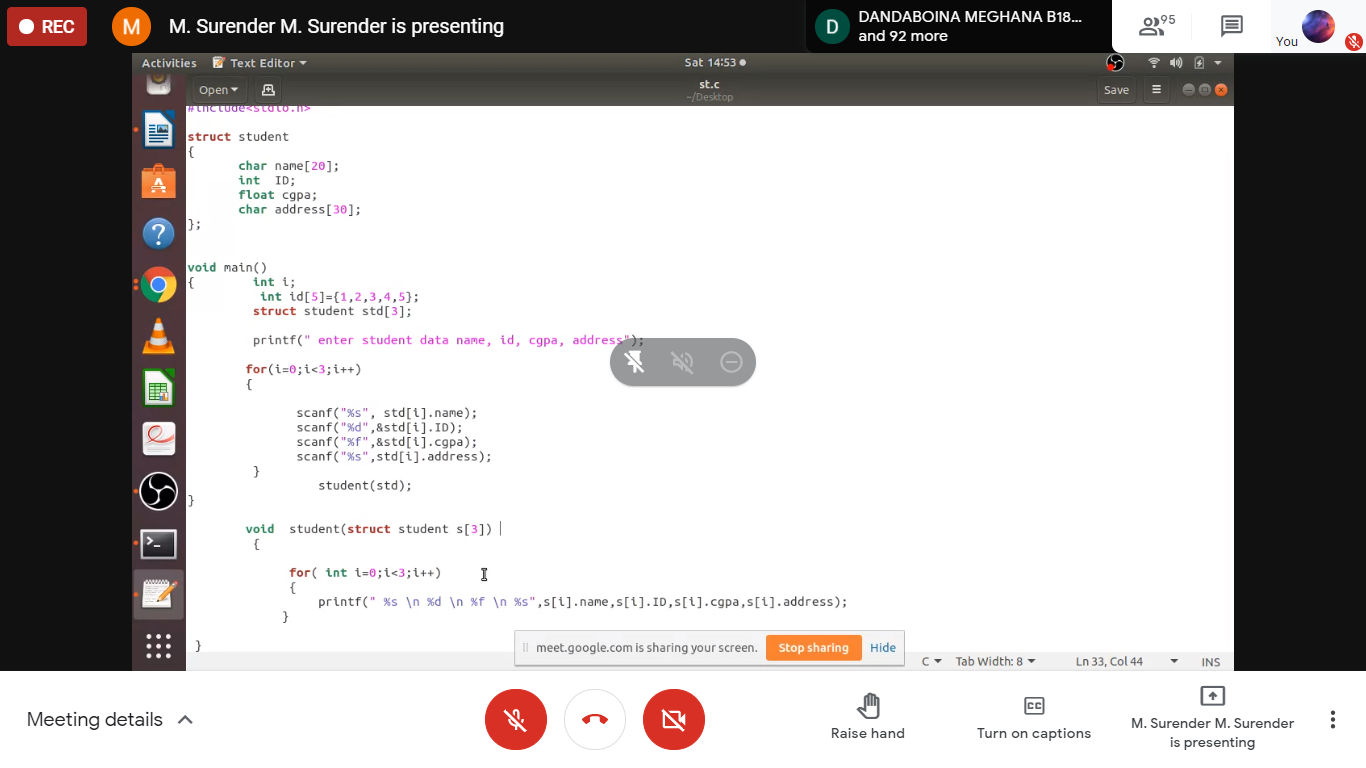 REC
M
M. Surender M. Surender is presenting
D
DANDABOINA MEGHANA B18...
and 92 more
95
You
Activities
Text Editor
Sat 14:53
Open
st.c
~/Desktop
Save
#include<stdio.h>
struct student
{
char name[20];
int ID;
float cgpa;
char address[30];
};
void main()
{ int i;
int id[5]={1,2,3,4,5};
struct student std[3];
printf(" enter student data name, id, cgpa, address");
for(i=0;i<3;i++)
{
scanf("%s", std[i].name);
scanf("%d",&std[i].ID);
scanf("%f",&std[i].cgpa);
scanf("%s",std[i].address);
}
student(std);
}
void student(struct student s[3])
{
for( int i=0;i<3;i++)
{
printf(" %s \n %d \n %f \n %s",s[i].name,s[i].ID,s[i].cgpa,s[i].address);
}
}
meet.google.com is sharing your screen.
Stop sharing
Hide
C
Tab Width: 8
Ln 33, Col 44
INS
Meeting details
Raise hand
CC
Turn on captions
M. Surender M. Surender
is presenting